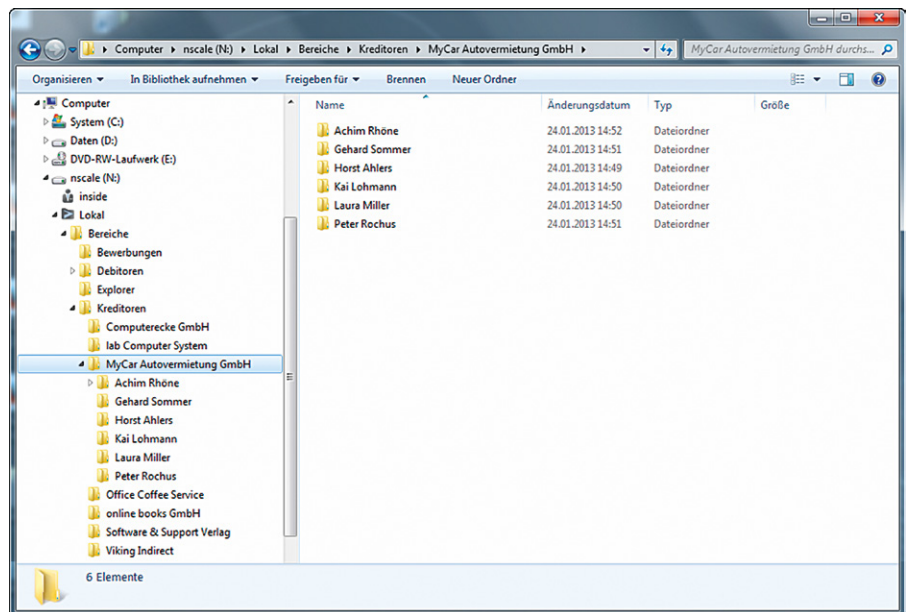 Computer ▸ nscale (N:) ▸ Lokal ▸ Bereiche ▸ Kreditoren ▸ MyCar Autovermietung GmbH ▸
MyCar Autovermietung GmbH durchs...
Organisieren In Bibliothek aufnehmen Freigeben für Brennen Neuer Ordner
Computer
System (C:)
Daten (D:)
DVD-RW-Laufwerk (E:)
nscale (N:)
inside
Lokal
Bereiche
Bewerbungen
Debitoren
Explorer
Kreditoren
Computerecke GmbH
lab Computer System
MyCar Autovermietung GmbH
Achim Rhöne
Gehard Sommer
Horst Ahlers
Kai Lohmann
Laura Miller
Peter Rochus
Office Coffee Service
online books GmbH
Software & Support Verlag
Viking Indirect
Name Änderungsdatum Typ Größe
Achim Rhöne 24.01.2013 14:52 Dateiordner
Gehard Sommer 24.01.2013 14:51 Dateiordner
Horst Ahlers 24.01.2013 14:49 Dateiordner
Kai Lohmann 24.01.2013 14:50 Dateiordner
Laura Miller 24.01.2013 14:50 Dateiordner
Peter Rochus 24.01.2013 14:51 Dateiordner
6 Elemente